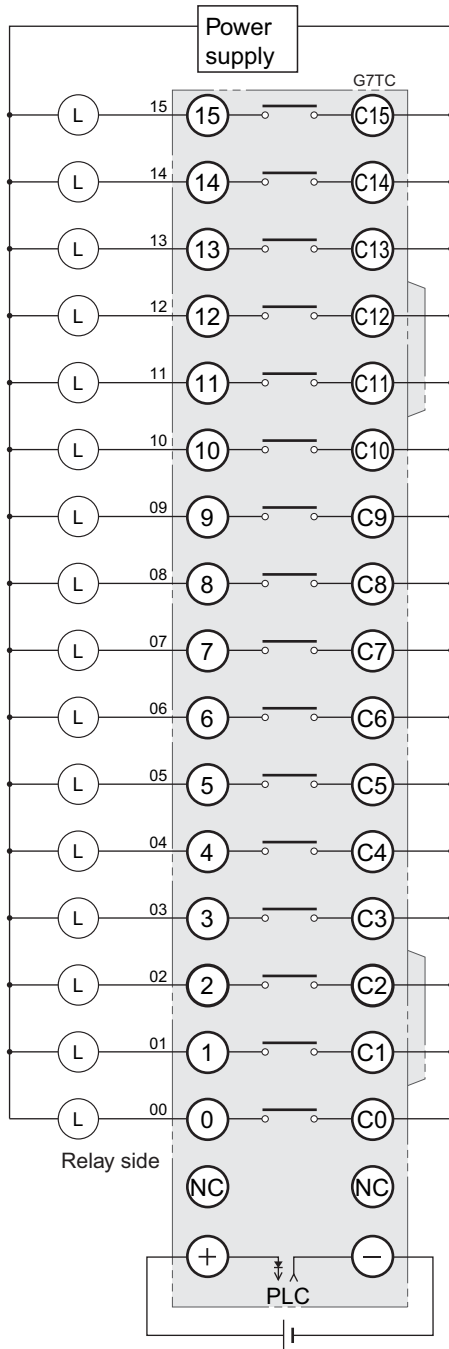 Power
supply
G7TC
L 15 15 C15
L 14 14 C14
L 13 13 C13
L 12 12 C12
L 11 11 C11
L 10 10 C10
L 09 9 C9
L 08 8 C8
L 07 7 C7
L 06 6 C6
L 05 5 C5
L 04 4 C4
L 03 3 C3
L 02 2 C2
L 01 1 C1
L 00 0 C0
Relay side
NC NC
+ −
PLC